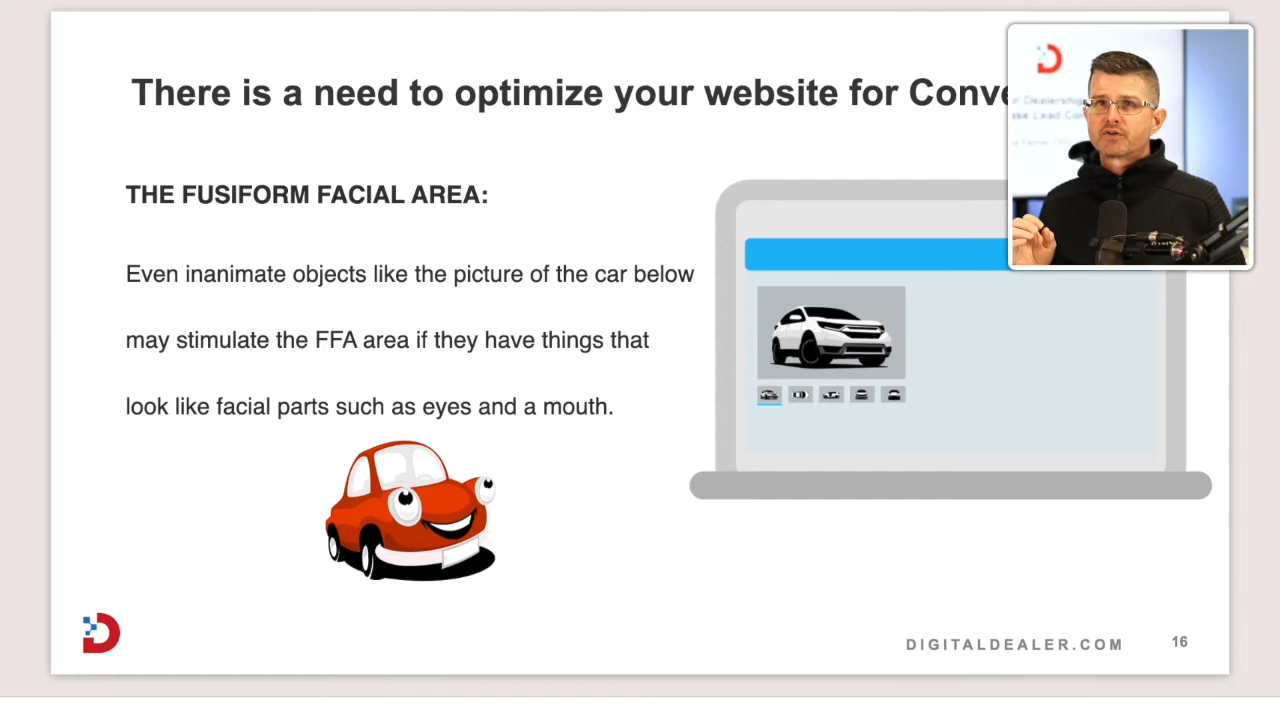 There is a need to optimize your website for Conve
THE FUSIFORM FACIAL AREA:
Even inanimate objects like the picture of the car below
may stimulate the FFA area if they have things that
look like facial parts such as eyes and a mouth.
DIGITALDEALER.COM
16